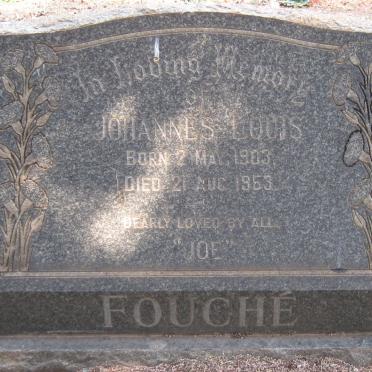 In Loving Memory
OF
JOHANNES LOUIS
BORN 2 MAY 1903
DIED 21 AUG. 1953
DEARLY LOVED BY ALL.
"JOE"
FOUCHÉ